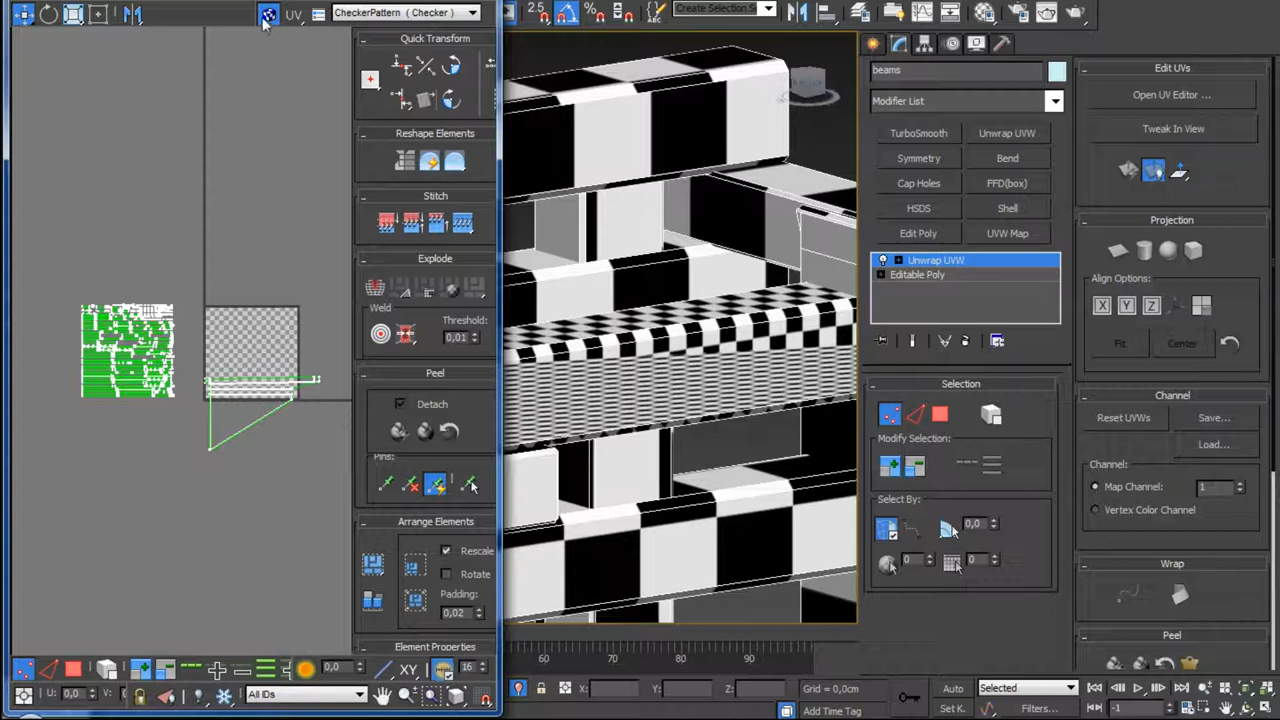 UV
CheckerPattern ( Checker )
2.5
Create Selection S
Quick Transform
Reshape Elements
Stitch
Explode
Weld
Threshold:
0,01
Peel
Detach
Pins:
Arrange Elements
Rescale
Rotate
Padding:
0,02
Element Properties
0,0
XY
16
U: 0,0
V:
All IDs
60
70
80
90
X:
Y:
Z:
Grid = 0,0cm
Add Time Tag
Auto
Selected
Set K.
Filters...
-1
beams
Modifier List
TurboSmooth
Unwrap UVW
Symmetry
Bend
Cap Holes
FFD(box)
HSDS
Shell
Edit Poly
UVW Map
Unwrap UVW
Editable Poly
Selection
Modify Selection:
Select By:
0,0
0
0
Edit UVs
Open UV Editor ...
Tweak In View
Projection
Align Options:
X
Y
Z
Fit
Center
Channel
Reset UVWs
Save...
Load...
Channel:
Map Channel:
1
Vertex Color Channel
Wrap
Peel